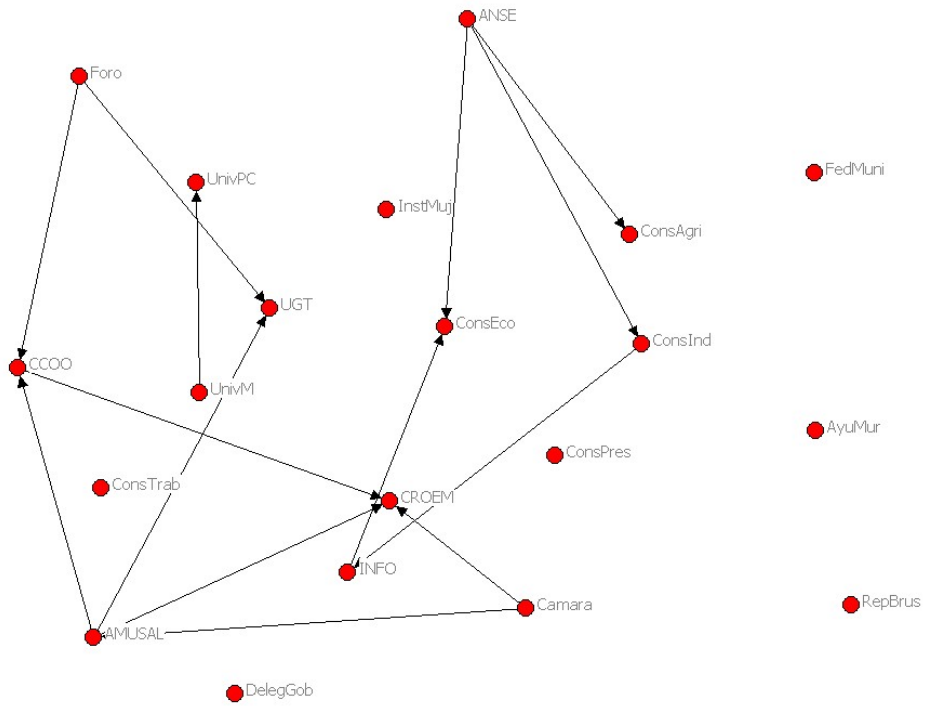 ANSE
Foro
FedMuni
UnivPC
InstMuj
ConsAgri
UGT
ConsEco
ConsInd
CCOO
UnivM
AyuMur
ConsPres
ConsTrab
CROEM
INFO
Camara
RepBrus
AMUSAL
DelegGob